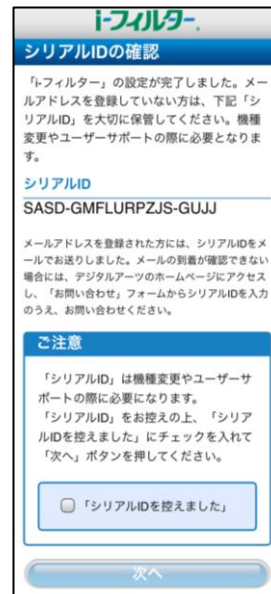 i-フィルター.
シリアルIDの確認
「i-フィルター」の設定が完了しました。メー
ルアドレスを登録していない方は、下記「シ
リアルID」を大切に保管してください。機種
変更やユーザーサポートの際に必要となりま
す。
シリアルID
SASD-GMFLURPZJS-GUJJ
メールアドレスを登録された方には、シリアルIDをメ
ールでお送りしました。メールの到着が確認できない
場合には、デジタルアーツのホームページにアクセス
し、「お問い合わせ」フォームからシリアルIDを入力
のうえ、お問い合わせください。
ご注意
「シリアルID」は機種変更やユーザーサ
ポートの際に必要になります。
「シリアルID」をお控えの上、「シリア
ルIDを控えました」にチェックを入れて
「次へ」ボタンを押してください。
「シリアルIDを控えました」
次へ